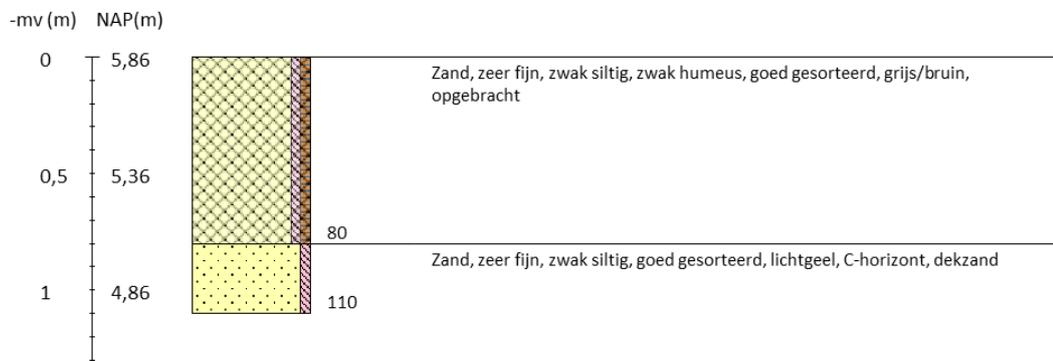 -mv (m) NAP(m)
0 5,86
Zand, zeer fijn, zwak siltig, zwak humeus, goed gesorteerd, grijs/bruin,
opgebracht
0,5 5,36
80
Zand, zeer fijn, zwak siltig, goed gesorteerd, lichtgeel, C-horizont, dekzand
1 4,86
110